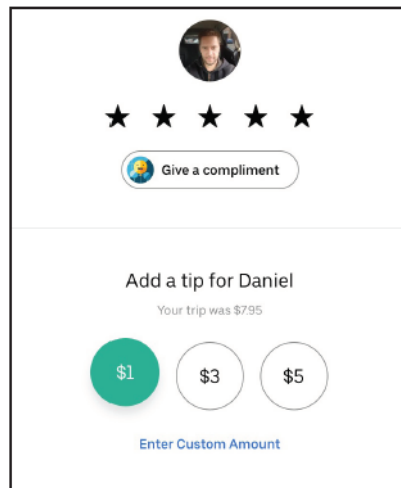 Give a compliment
Add a tip for Daniel
Your trip was $7.95
$1 $3 $5
Enter Custom Amount